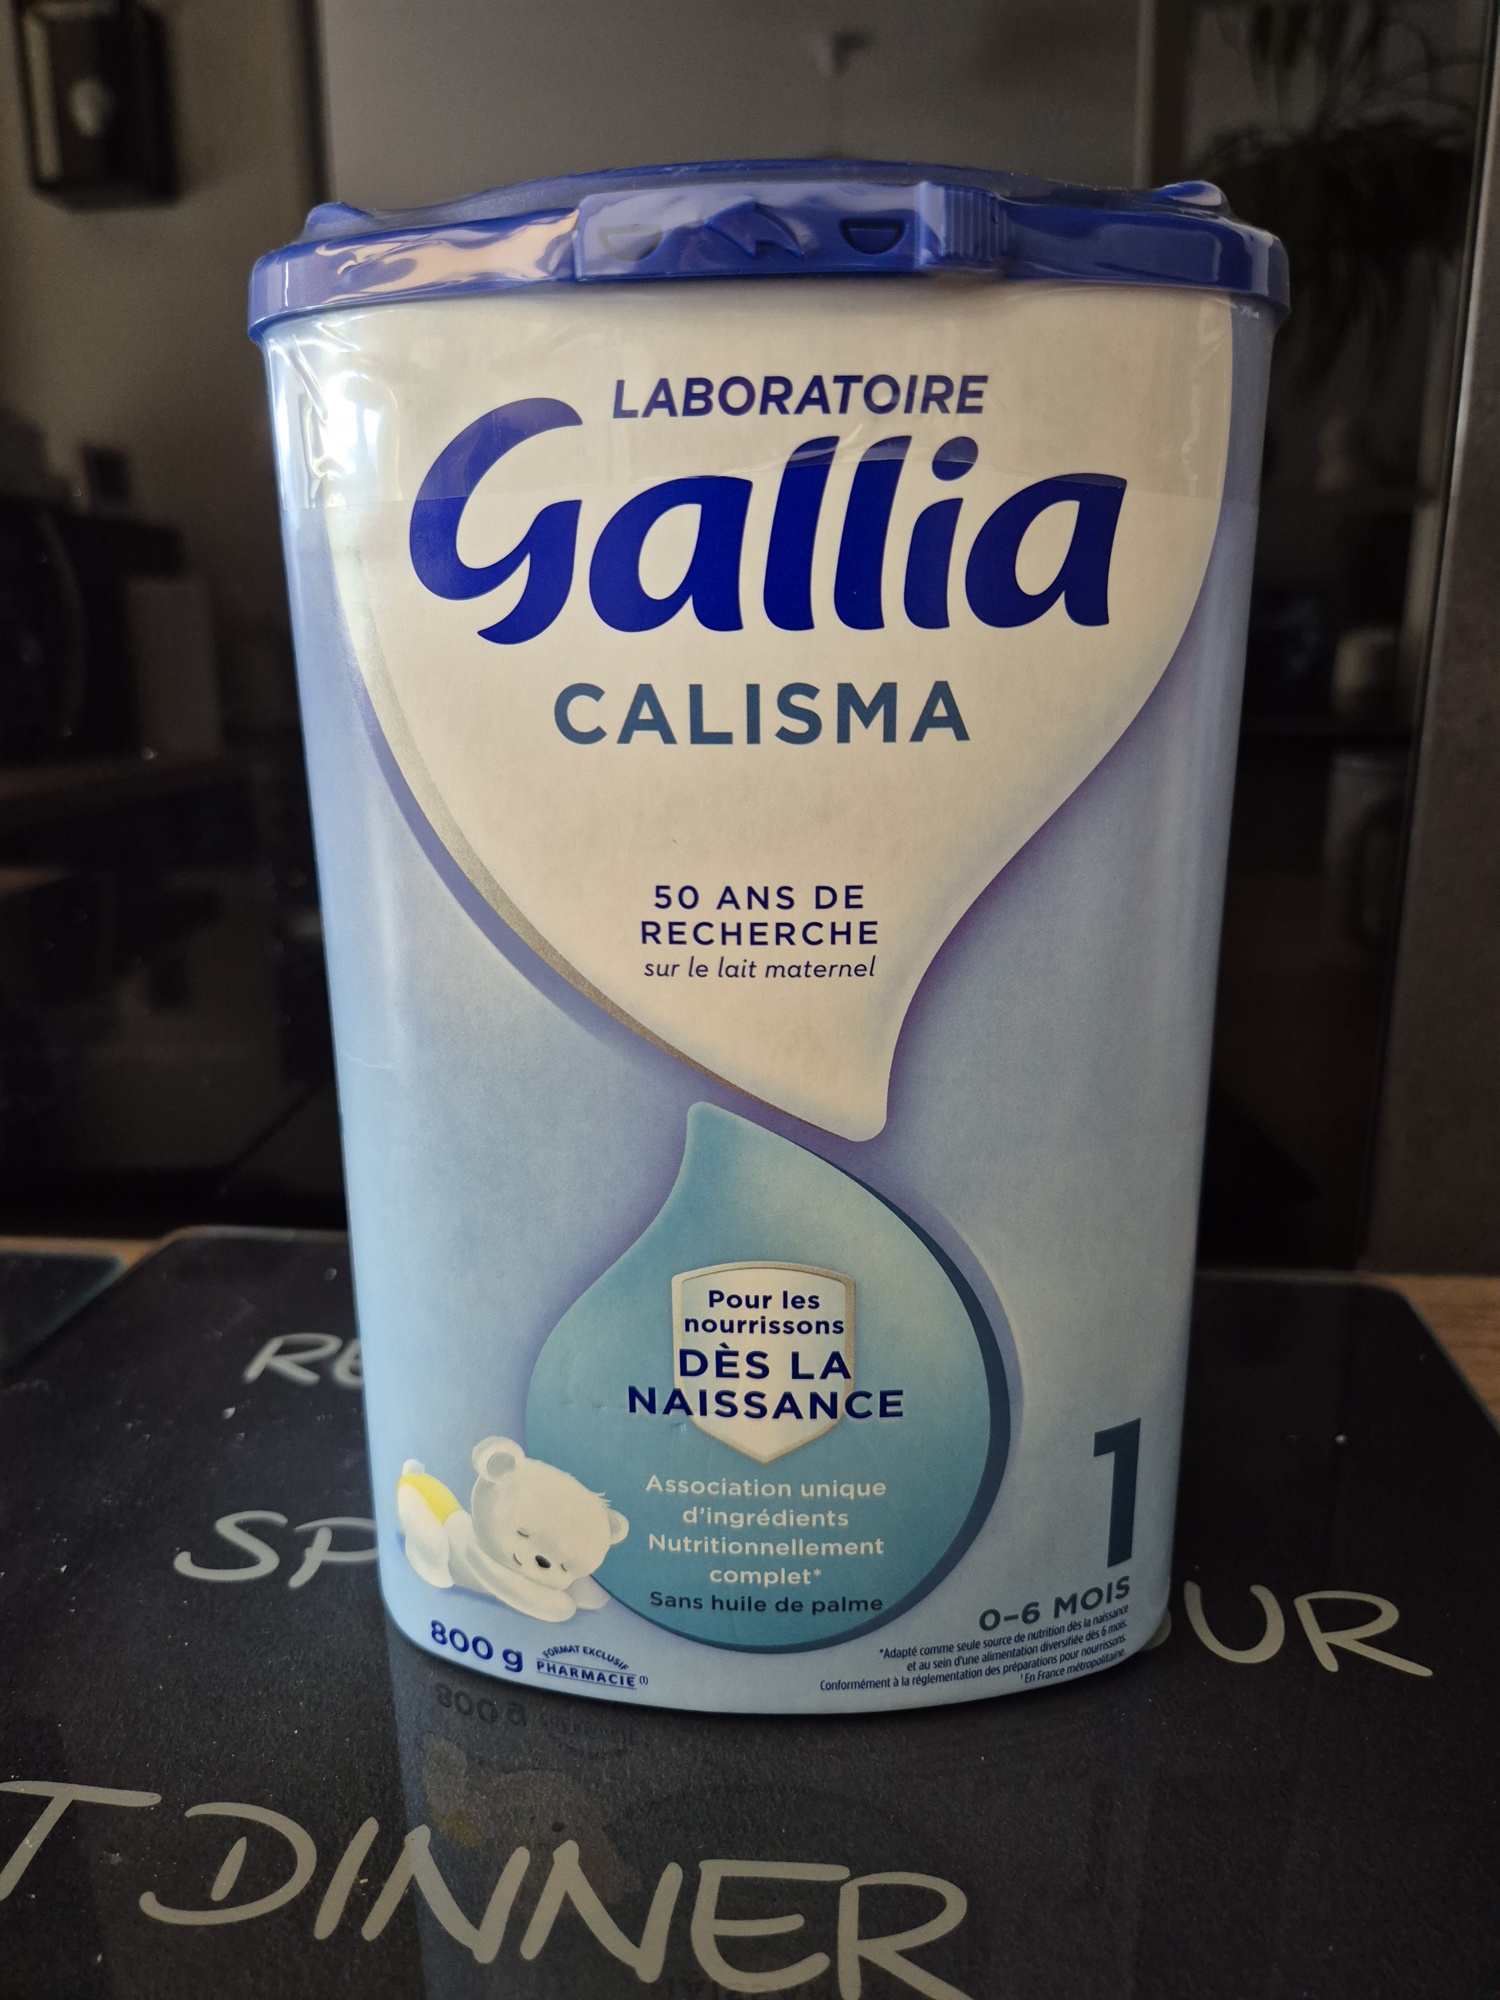 LABORATOIRE
Gallia
CALISMA
50 ANS DE
RECHERCHE
sur le lait maternel
Pour les
nourrissons
DÈS LA
NAISSANCE
Association unique
d'ingrédients
Nutritionnellement
complet*
Sans huile de palme
1
0-6 MOIS
*Adapté comme seule source de nutrition dès la naissance
et au sein d'une alimentation diversifiée dès 6 mois.
Conformément à la réglementation des préparations pour nourrissons.
¹ En France métropolitaine.
800 g
FORMAT EXCLUSIF
PHARMACIE (1)
DINNER